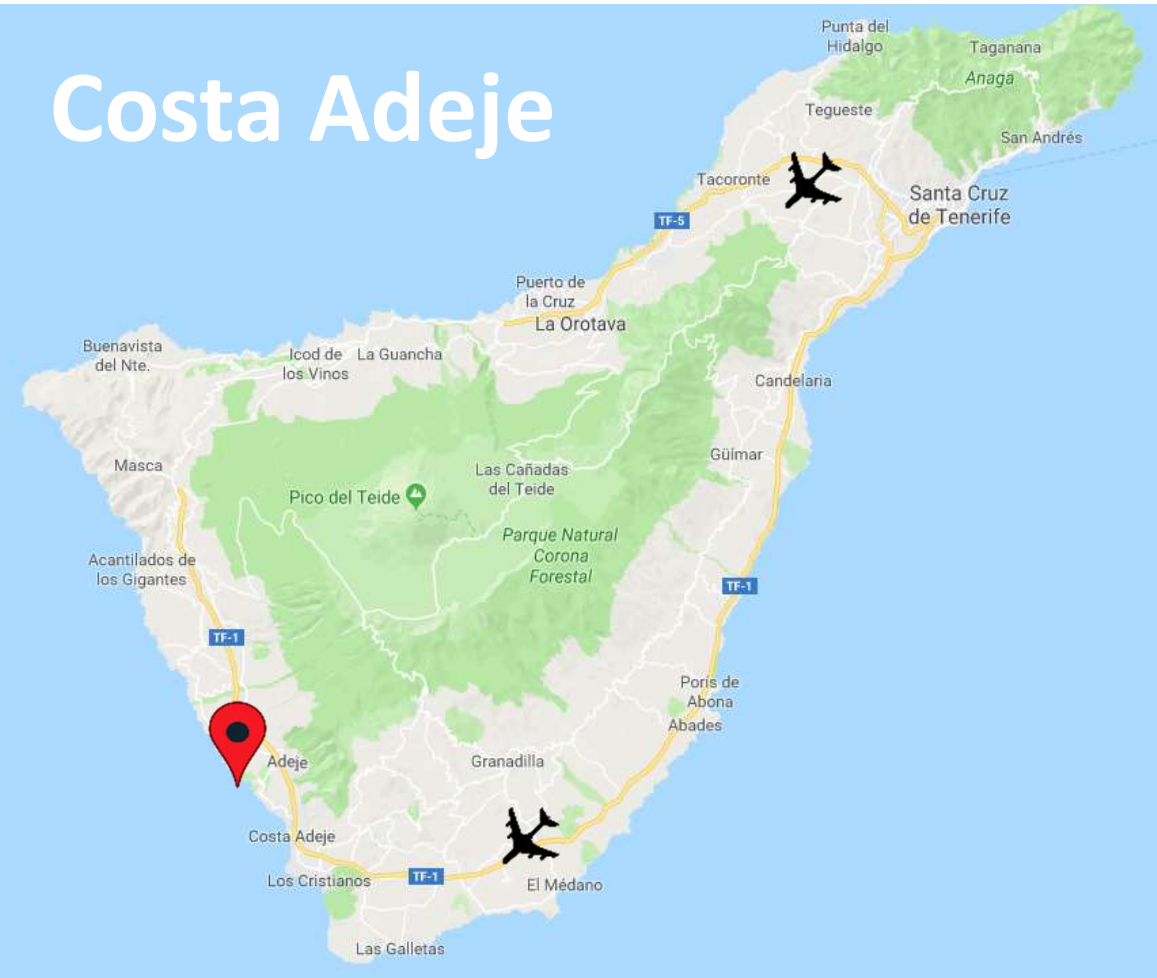 Costa Adeje
Punta del
Hidalgo
Taganana
Anaga
Tegueste
San Andrés
Tacoronte
Santa Cruz
de Tenerife
TF-5
Puerto de
la Cruz
La Orotava
Buenavista
del Nte.
Icod de
los Vinos
La Guancha
Candelaria
Güímar
Masca
Las Cañadas
del Teide
Pico del Teide
Parque Natural
Corona
Forestal
Acantilados de
los Gigantes
TF-1
TF-1
Porís de
Abona
Abades
Adeje
Granadilla
Costa Adeje
Los Cristianos
TF-1
El Médano
Las Galletas